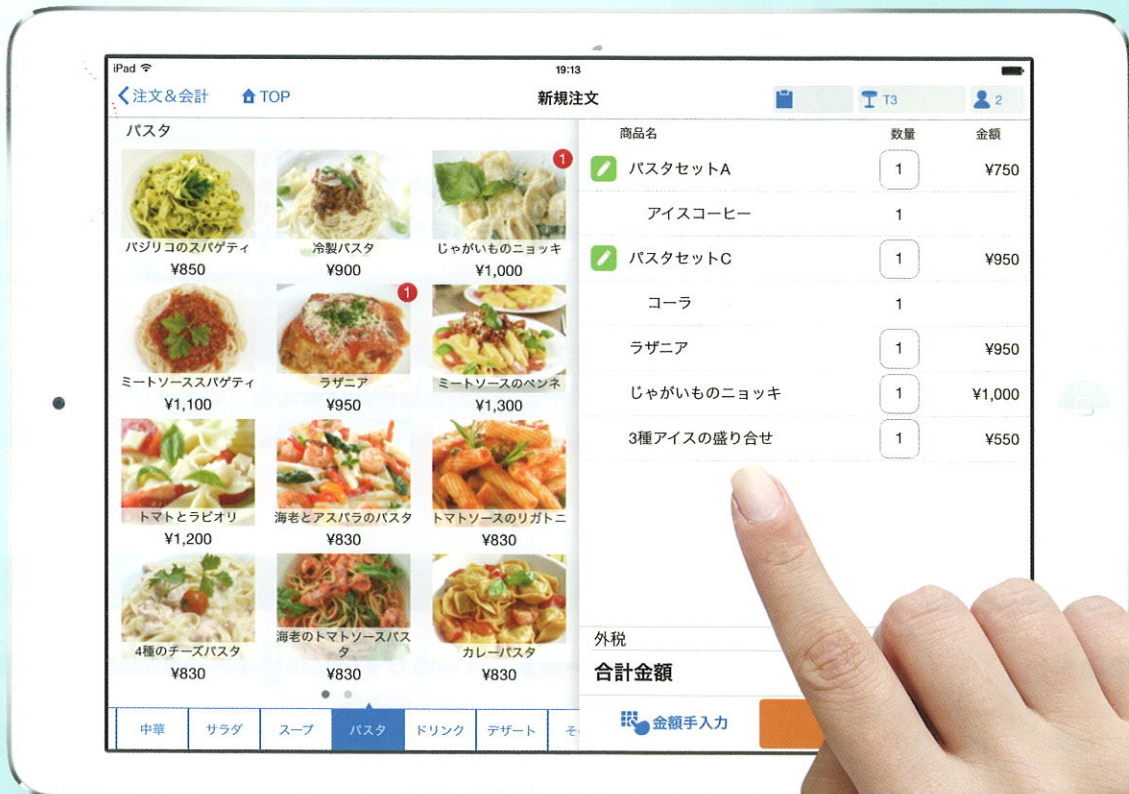 iPad
19:13
注文&会計
TOP
新規注文
T3
2
パスタ
1
バジリコのスパゲティ
冷製パスタ
じゃがいものニョッキ
¥850
¥900
¥1,000
1
ミートソーススパゲティ
ラザニア
ミートソースのペンネ
¥1,100
¥950
¥1,300
トマトとラビオリ
海老とアスパラのパスタ
トマトソースのリガトニ
¥1,200
¥830
¥830
4種のチーズパスタ
海老のトマトソースパス
タ
カレーパスタ
¥830
¥830
¥830
中華
サラダ
スープ
パスタ
ドリンク
デザート
商品名 数量 金額
パスタセットA 1 ¥750
アイスコーヒー 1
パスタセットC 1 ¥950
コーラ 1
ラザニア 1 ¥950
じゃがいものニョッキ 1 ¥1,000
3種アイスの盛り合せ 1 ¥550
外税
合計金額
金額手入力